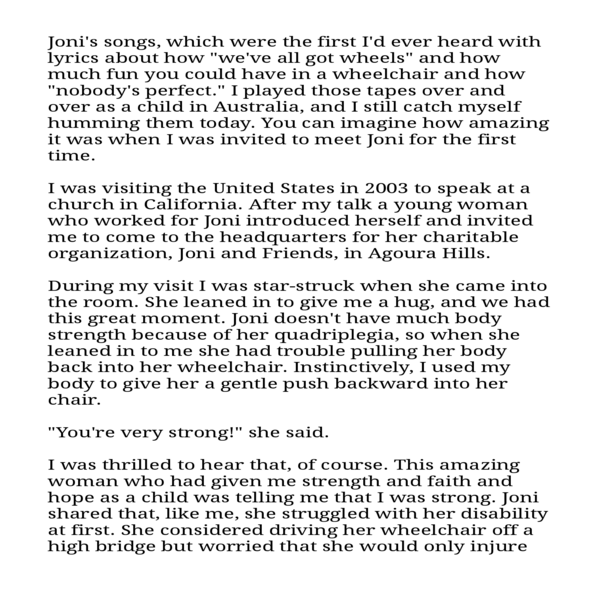 Joni's songs, which were the first I'd ever heard with
lyrics about how "we've all got wheels" and how
much fun you could have in a wheelchair and how
"nobody's perfect." I played those tapes over and
over as a child in Australia, and I still catch myself
humming them today. You can imagine how amazing
it was when I was invited to meet Joni for the first
time.
I was visiting the United States in 2003 to speak at a
church in California. After my talk a young woman
who worked for Joni introduced herself and invited
me to come to the headquarters for her charitable
organization, Joni and Friends, in Agoura Hills.
During my visit I was star-struck when she came into
the room. She leaned in to give me a hug, and we had
this great moment. Joni doesn't have much body
strength because of her quadriplegia, so when she
leaned in to me she had trouble pulling her body
back into her wheelchair. Instinctively, I used my
body to give her a gentle push backward into her
chair.
"You're very strong!" she said.
I was thrilled to hear that, of course. This amazing
woman who had given me strength and faith and
hope as a child was telling me that I was strong. Joni
shared that, like me, she struggled with her disability
at first. She considered driving her wheelchair off a
high bridge but worried that she would only injure